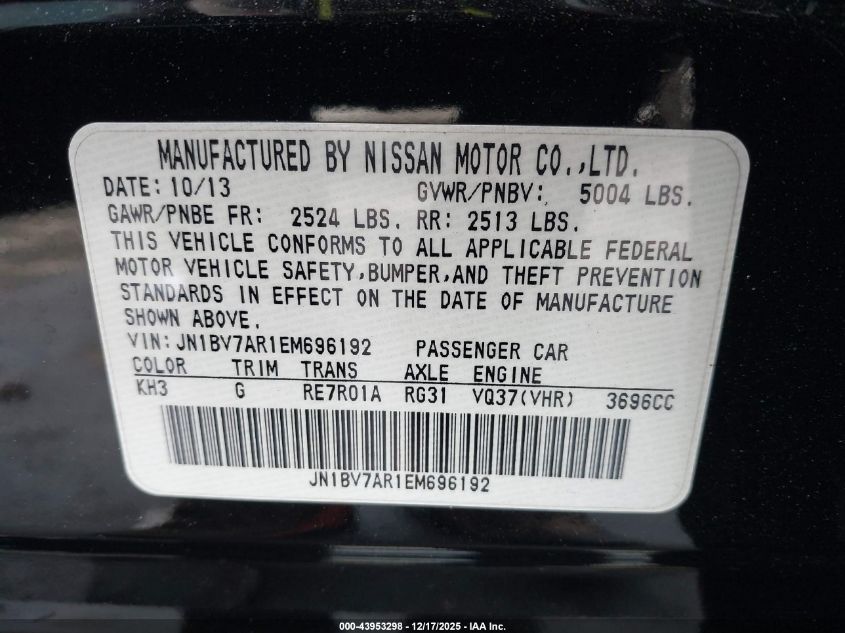 MANUFACTURED BY NISSAN MOTOR CO.,LTD.
DATE: 10/13 GVWR/PNBV: 5004 LBS.
GAWR/PNBE FR: 2524 LBS. RR: 2513 LBS.
THIS VEHICLE CONFORMS TO ALL APPLICABLE FEDERAL
MOTOR VEHICLE SAFETY,BUMPER,AND THEFT PREVENTION
STANDARDS IN EFFECT ON THE DATE OF MANUFACTURE
SHOWN ABOVE.
VIN: JN1BV7AR1EM696192 PASSENGER CAR
COLOR TRIM TRANS AXLE ENGINE
KH3 G RE7R01A RG31 VQ37(VHR) 3696CC
JN1BV7AR1EM696192
000-43953298 - 12/17/2025 - IAA Inc.